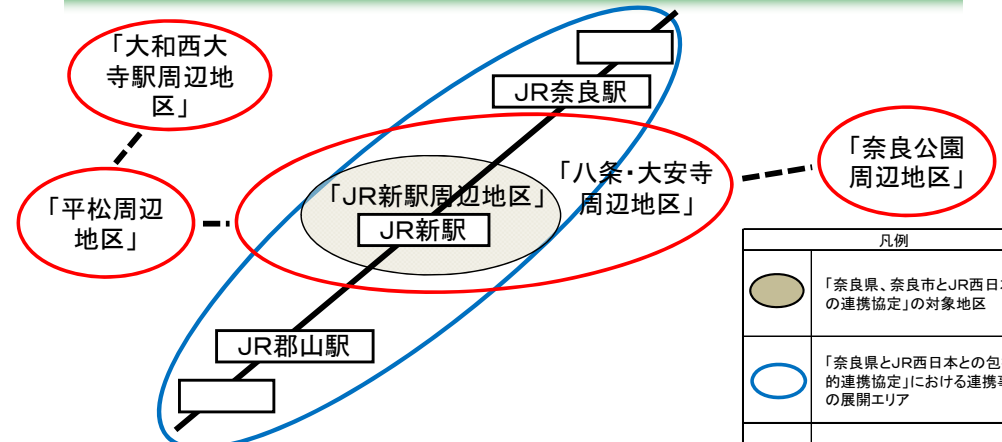 「大和西大
寺駅周辺地
区」
JR奈良駅
「奈良公園
周辺地区」
「八条・大安寺
周辺地区」
「JR新駅周辺地区」
JR新駅
「平松周辺
地区」
JR郡山駅
凡例
「奈良県、奈良市とJR西日
の連携協定」の対象地区
「奈良県とJR西日本との包
的連携協定」における連携
の展開エリア